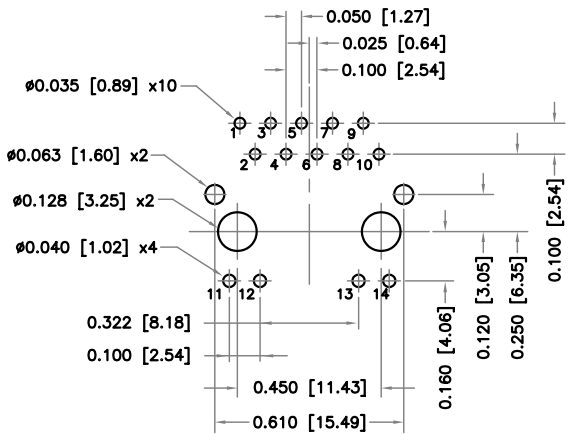 0.050 [1.27]
0.025 [0.64]
0.100 [2.54]
ø0.035 [0.89] x10
1 3 5 7 9
2 4 6 8 10
ø0.063 [1.60] x2
ø0.128 [3.25] x2
ø0.040 [1.02] x4
11 12 13 14
0.322 [8.18]
0.100 [2.54]
0.450 [11.43]
0.610 [15.49]
0.160 [4.06]
0.120 [3.05]
0.250 [6.35]
0.100 [2.54]